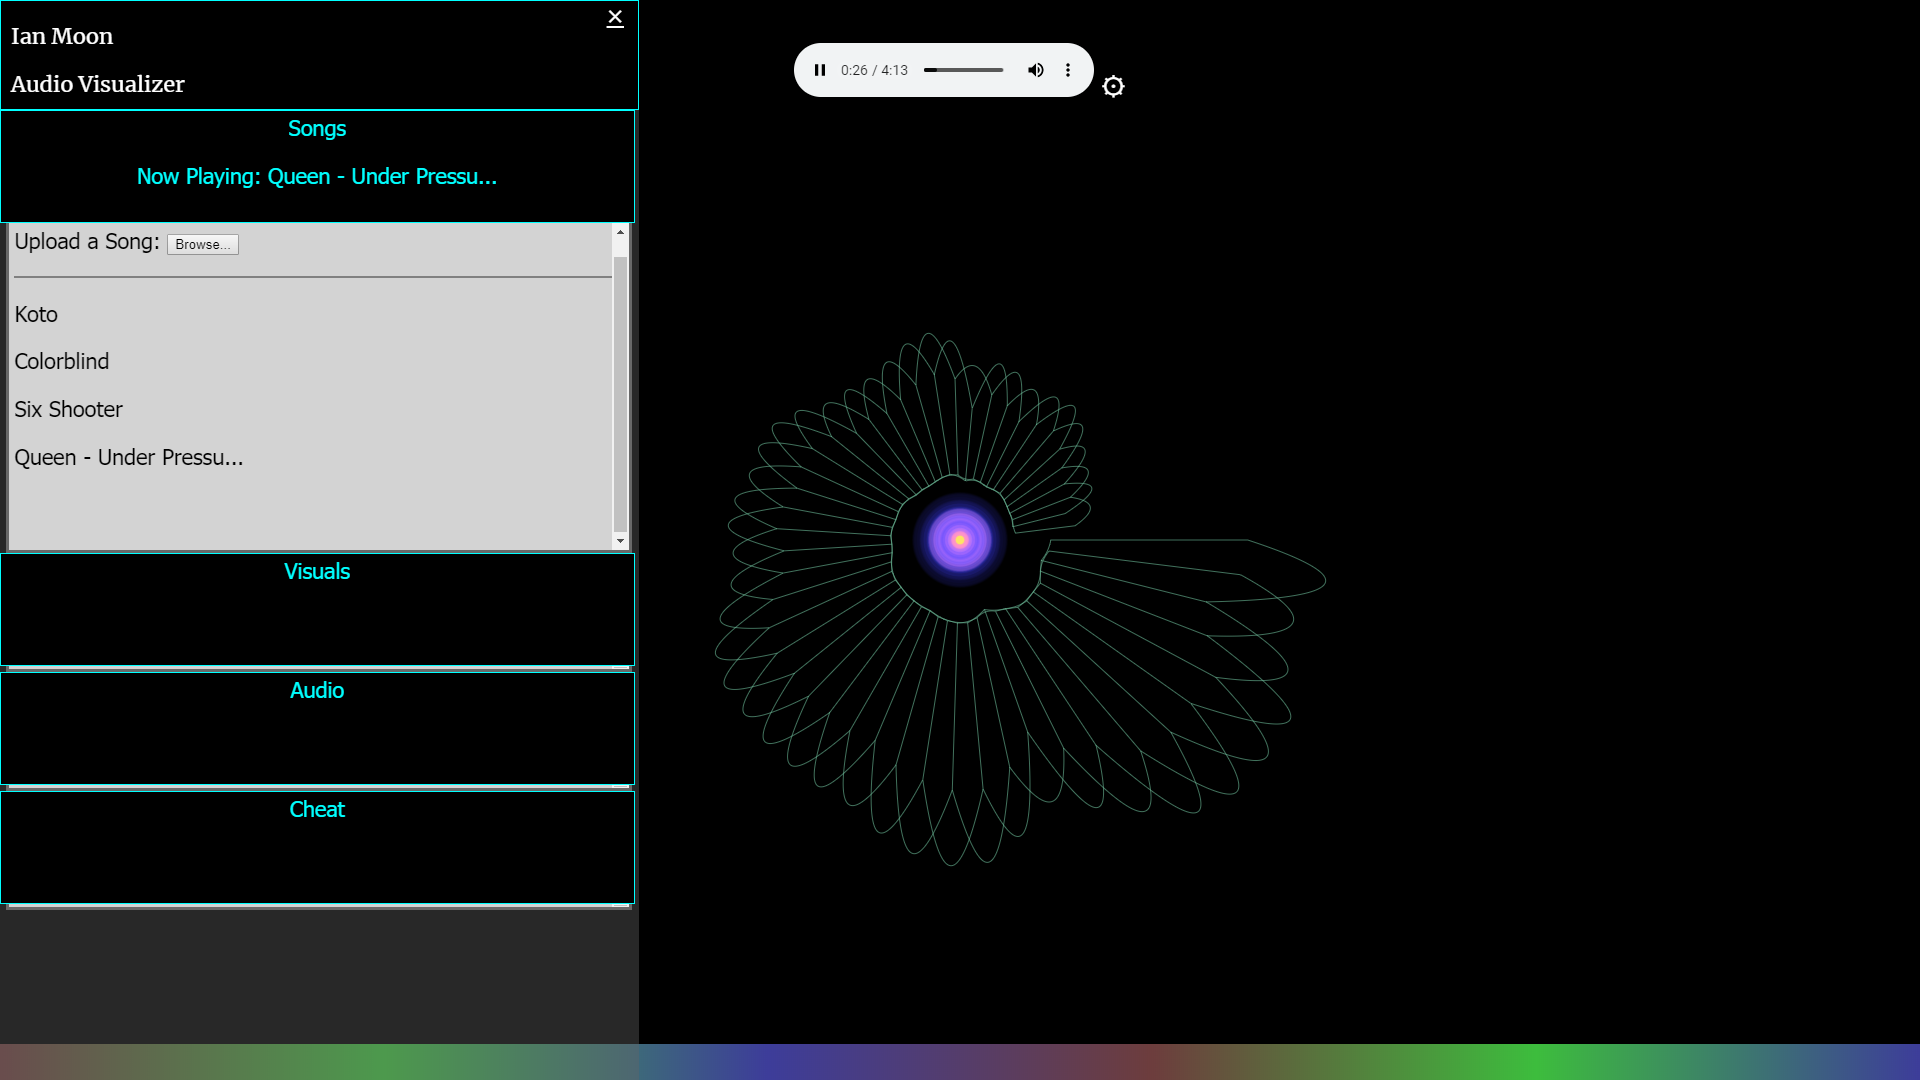 Ian Moon
Audio Visualizer
0:26 / 4:13
Songs
Now Playing: Queen - Under Pressu...
Upload a Song: Browse...
Koto
Colorblind
Six Shooter
Queen - Under Pressu...
Visuals
Audio
Cheat